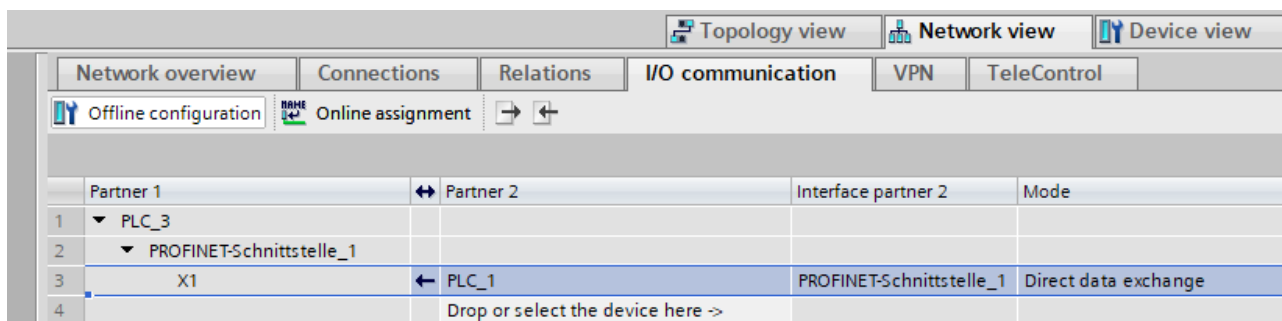 Topology view Network view Device view
Network overview Connections Relations I/O communication VPN TeleControl
Offline configuration NAME Online assignment
Partner 1 Partner 2 Interface partner 2 Mode
1 PLC_3
2 PROFINET-Schnittstelle_1
3 X1 PLC_1 PROFINET-Schnittstelle_1 Direct data exchange
4 Drop or select the device here ->